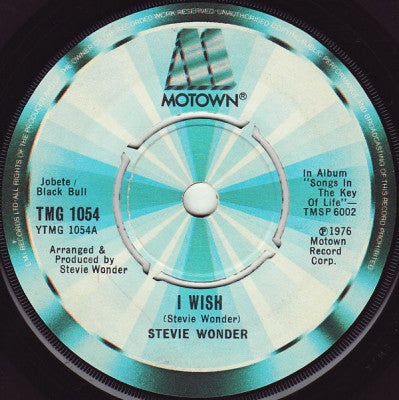 MOTOWN®
Jobete /
Black Bull
TMG 1054
YTMG 1054A
Arranged &
Produced by
Stevie Wonder
In Album
"Songs In
The Key
Of Life"—
TMSP 6002
℗1976
Motown
Record
Corp.
I WISH
(Stevie Wonder)
STEVIE WONDER